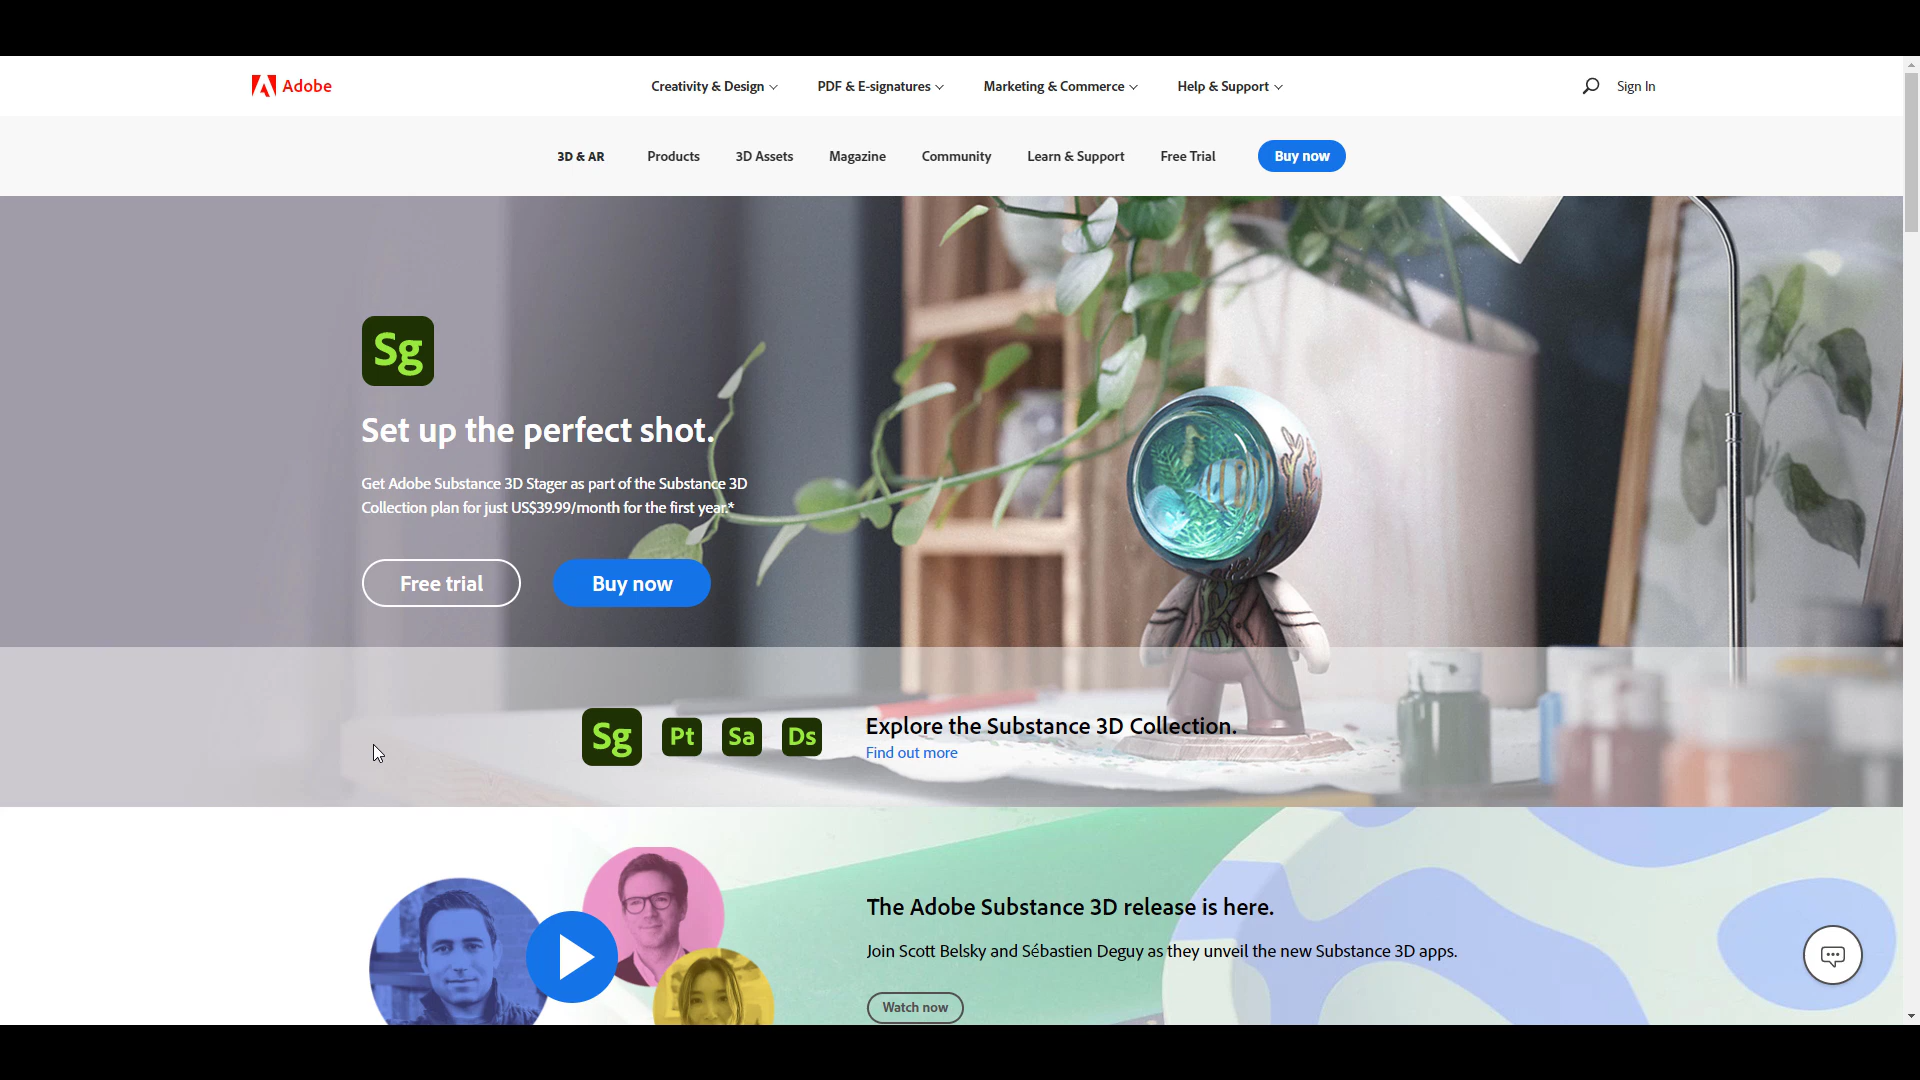 Adobe
Creativity & Design
PDF & E-signatures
Marketing & Commerce
Help & Support
Sign In
3D & AR
Products
3D Assets
Magazine
Community
Learn & Support
Free Trial
Buy now
Sg
Set up the perfect shot.
Get Adobe Substance 3D Stager as part of the Substance 3D
Collection plan for just US$39.99/month for the first year.*
Free trial
Buy now
Sg
Pt
Sa
Ds
Explore the Substance 3D Collection.
Find out more
The Adobe Substance 3D release is here.
Join Scott Belsky and Sébastien Deguy as they unveil the new Substance 3D apps.
Watch now